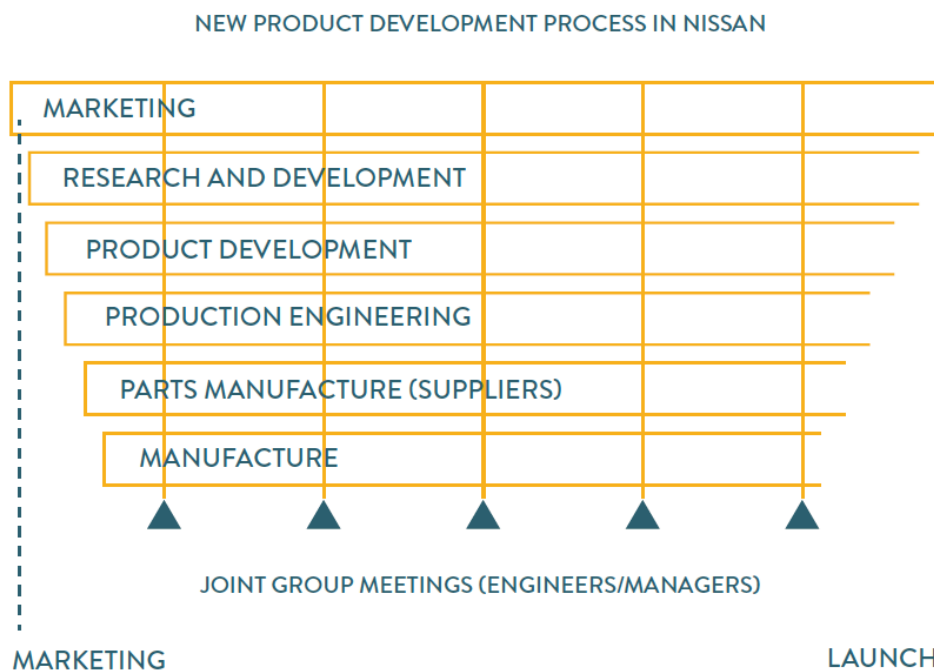 NEW PRODUCT DEVELOPMENT PROCESS IN NISSAN
MARKETING
RESEARCH AND DEVELOPMENT
PRODUCT DEVELOPMENT
PRODUCTION ENGINEERING
PARTS MANUFACTURE (SUPPLIERS)
MANUFACTURE
JOINT GROUP MEETINGS (ENGINEERS/MANAGERS)
MARKETING
LAUNCH